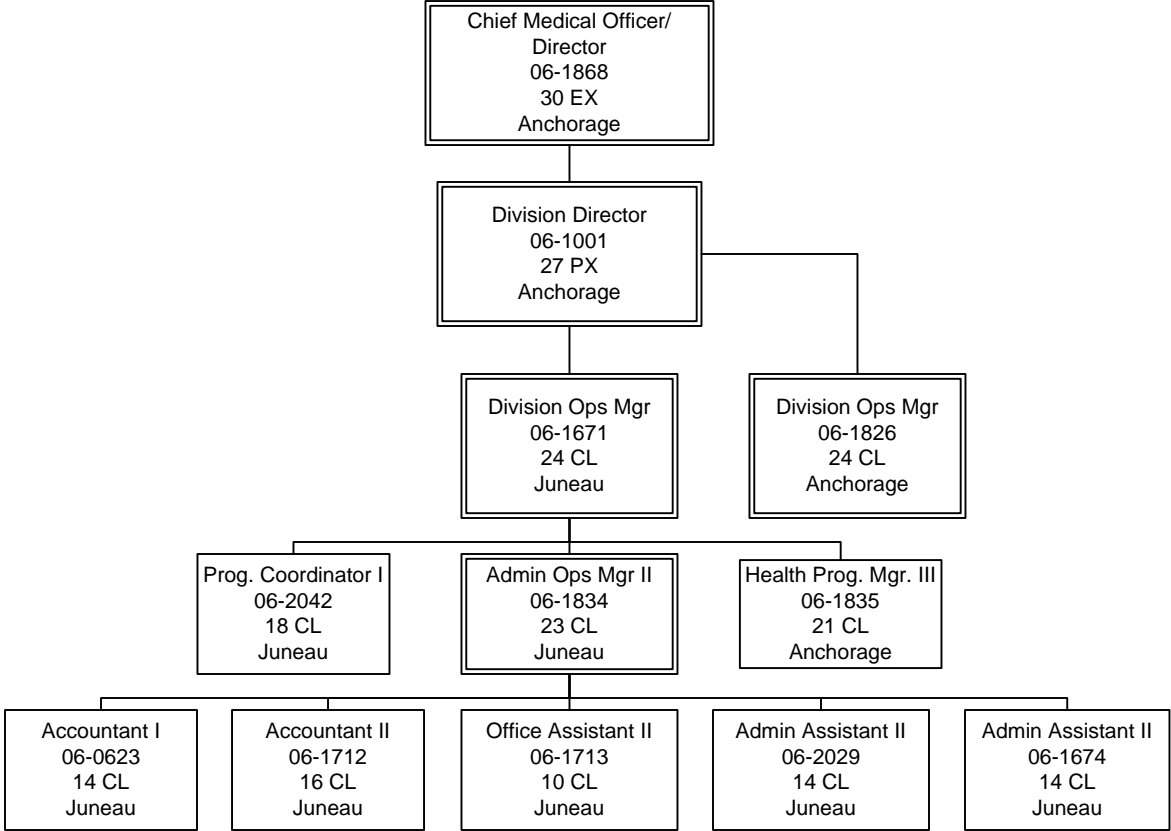 Chief Medical Officer/
Director
06-1868
30 EX
Anchorage
Division Director
06-1001
27 PX
Anchorage
Division Ops Mgr
06-1671
24 CL
Juneau
Division Ops Mgr
06-1826
24 CL
Anchorage
Prog. Coordinator I
06-2042
18 CL
Juneau
Admin Ops Mgr II
06-1834
23 CL
Juneau
Health Prog. Mgr. III
06-1835
21 CL
Anchorage
Accountant I
06-0623
14 CL
Juneau
Accountant II
06-1712
16 CL
Juneau
Office Assistant II
06-1713
10 CL
Juneau
Admin Assistant II
06-2029
14 CL
Juneau
Admin Assistant II
06-1674
14 CL
Juneau